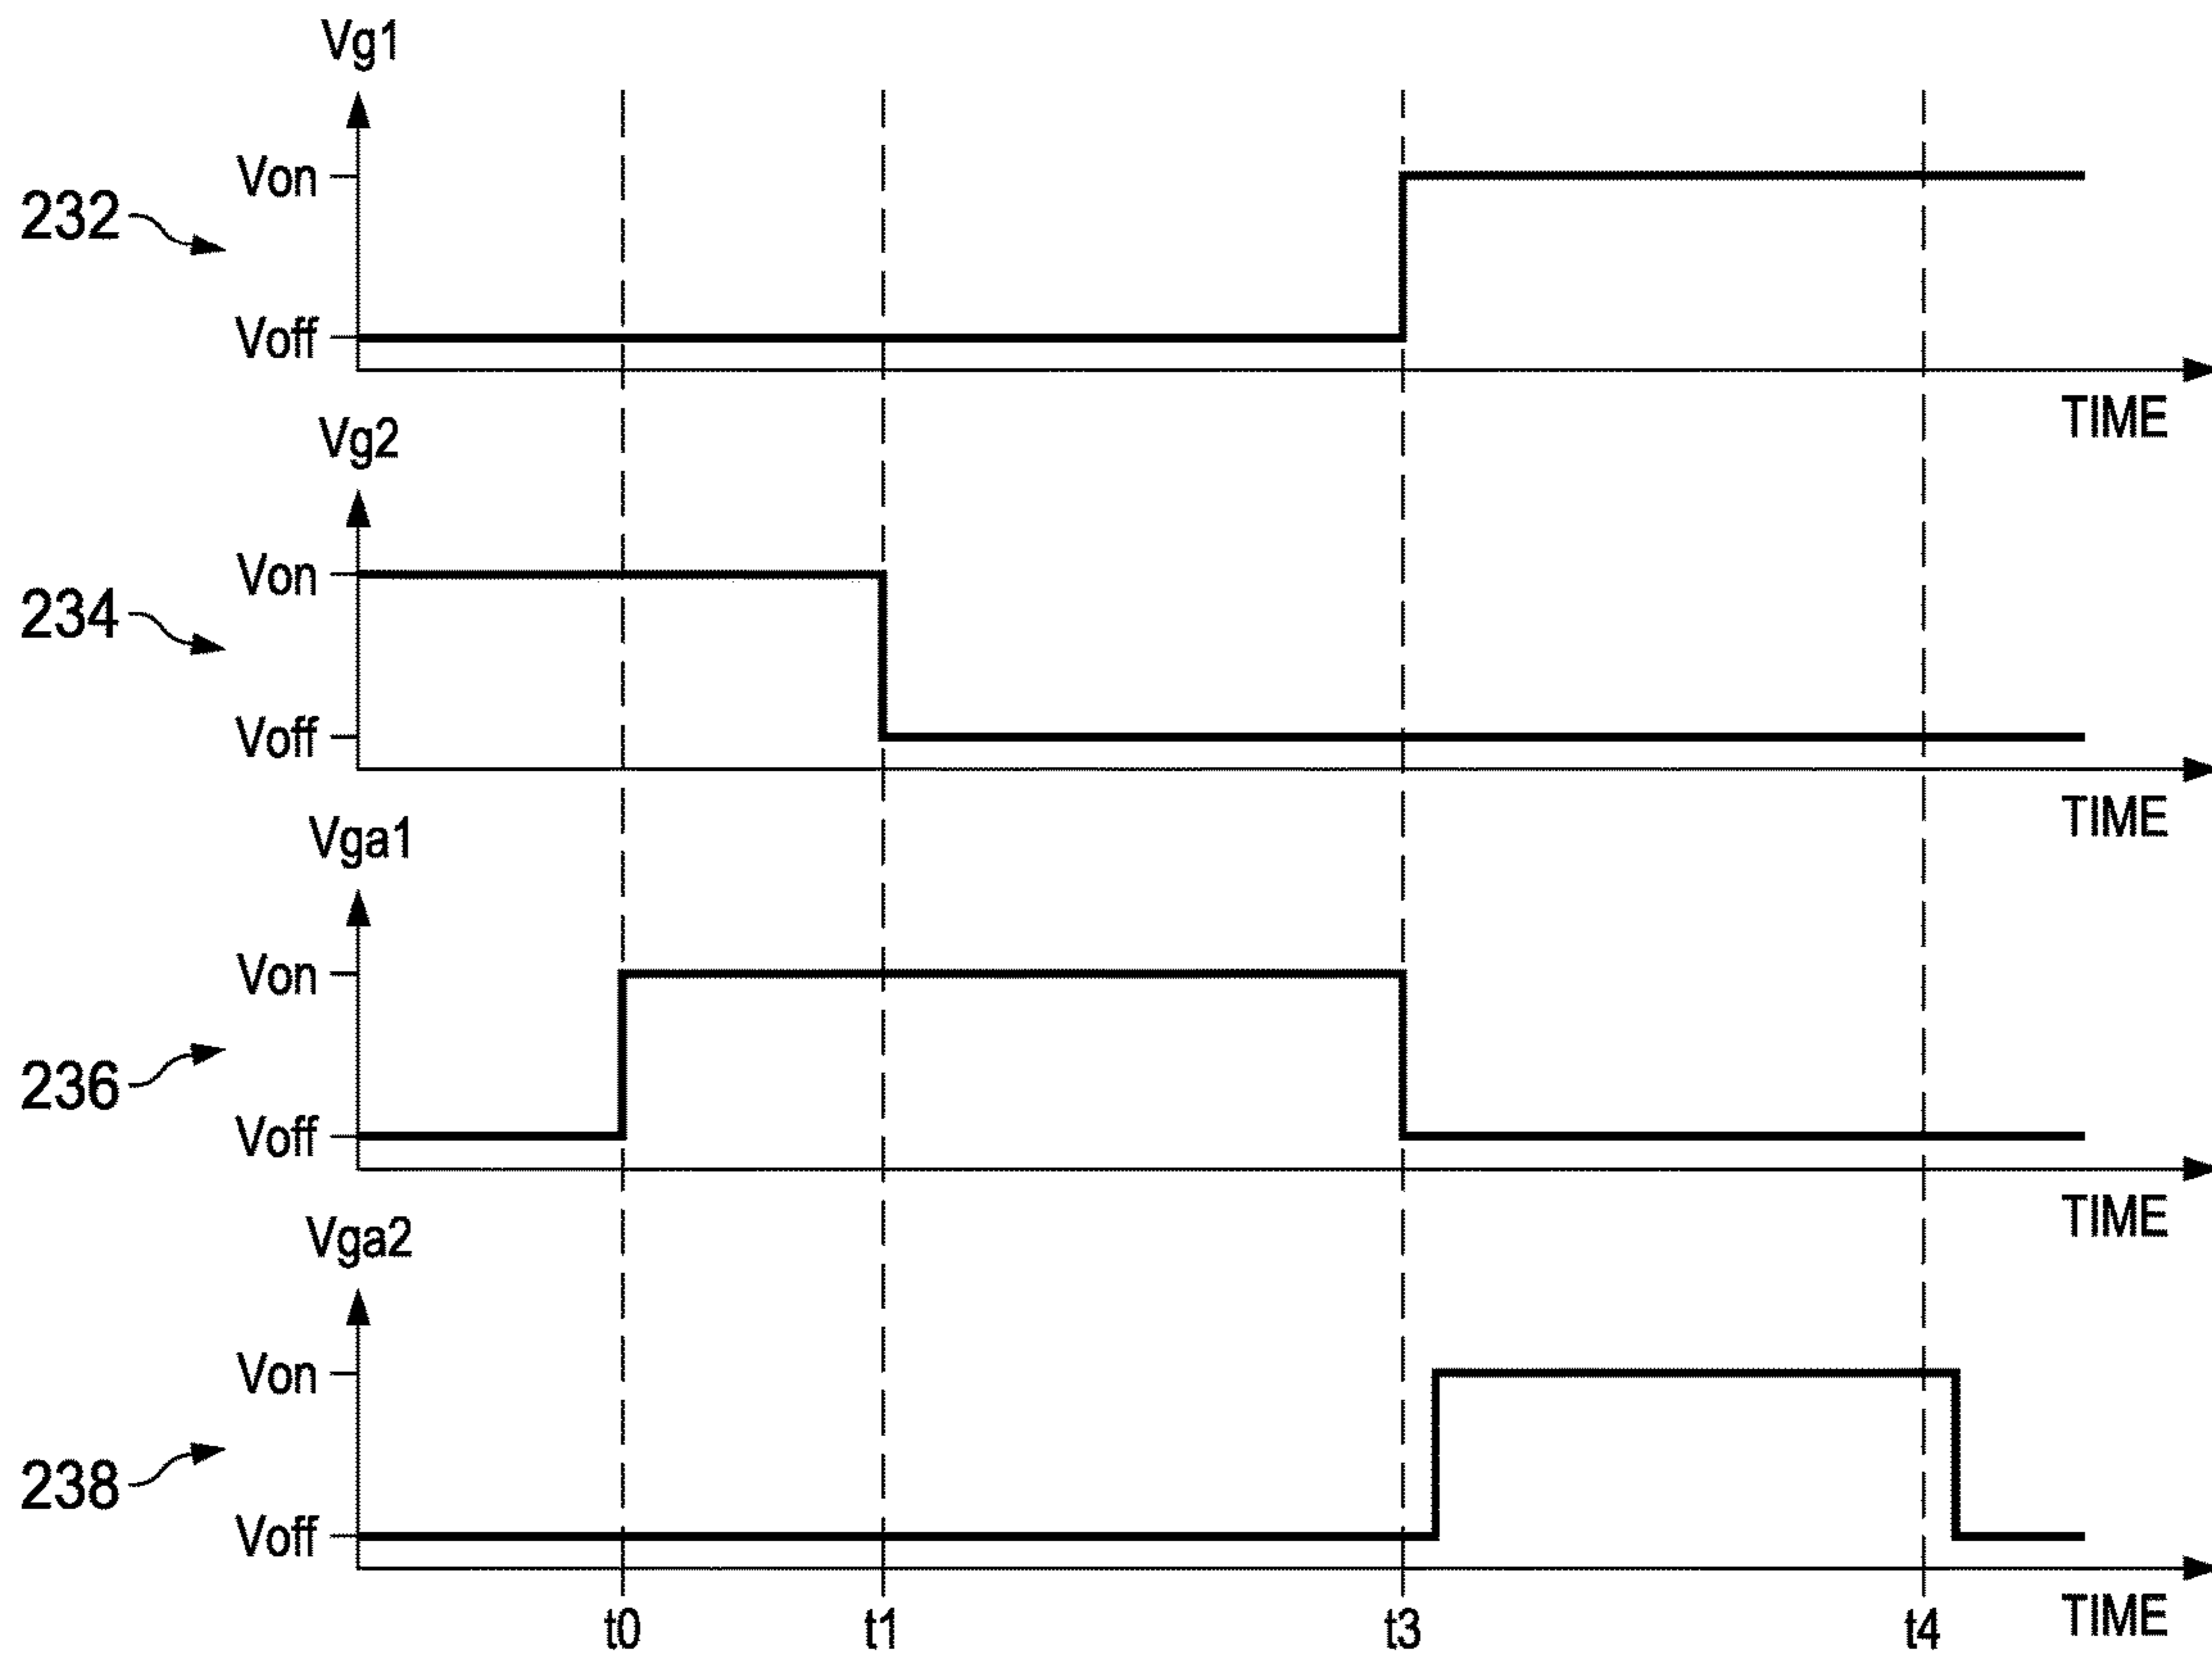 Vg1
Von
232
Voff
TIME
Vg2
Von
234
Voff
TIME
Vga1
Von
236
Voff
TIME
Vga2
Von
238
Voff
t0 t1 t3 t4 TIME